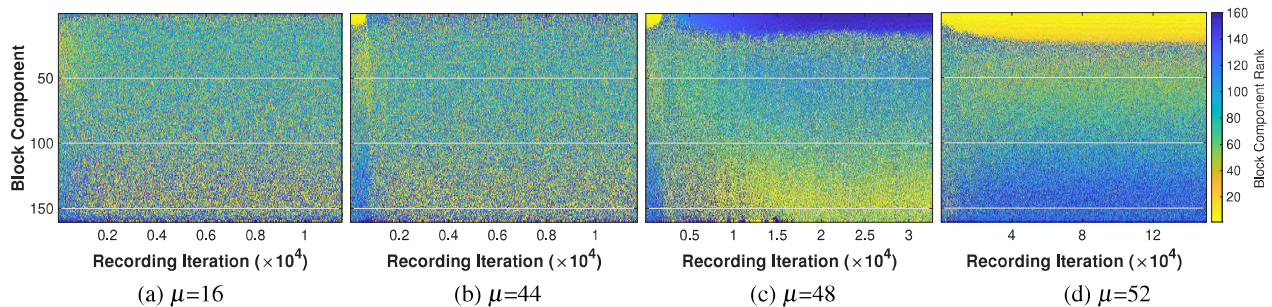 Block Component
50
100
150
0.2 0.4 0.6 0.8 1
Recording Iteration (×10⁴)
(a) μ=16
0.2 0.4 0.6 0.8 1
Recording Iteration (×10⁴)
(b) μ=44
0.5 1 1.5 2 2.5 3
Recording Iteration (×10⁴)
(c) μ=48
4 8 12
Recording Iteration (×10⁴)
(d) μ=52
160
140
120
100
80
60
40
20
Block Component Rank